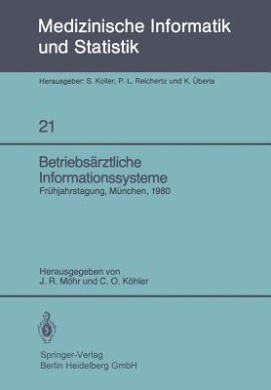 Medizinische Informatik
und Statistik
Herausgeber: S. Koller, P. L. Reichertz und K. Überla
21
Betriebsärztliche
Informationssysteme
Frühjahrstagung, München, 1980
Herausgegeben von
J. R. Möhr und C. O. Köhler
Springer-Verlag
Berlin Heidelberg GmbH